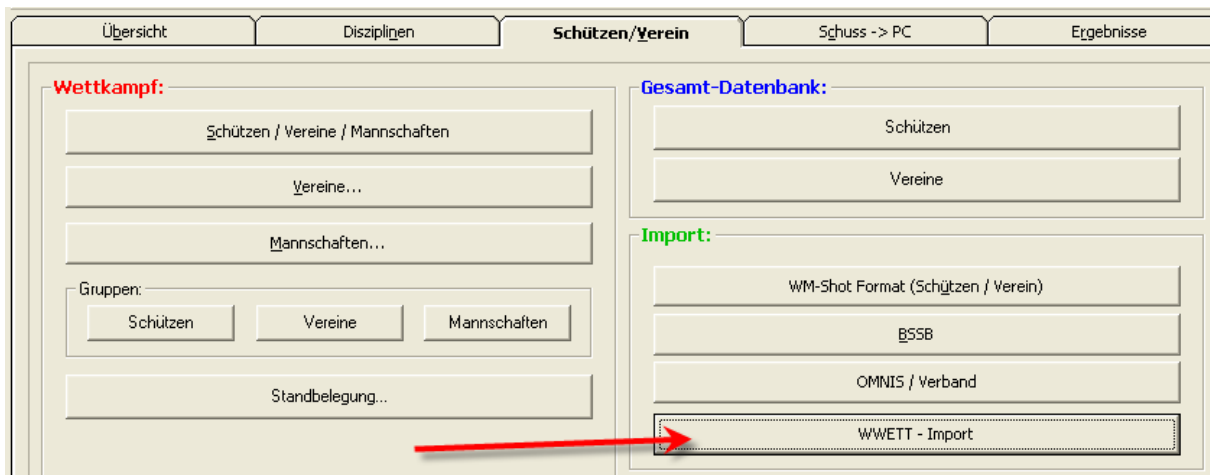 Übersicht
Disziplinen
Schützen/Verein
Schuss -> PC
Ergebnisse
Wettkampf:
Schützen / Vereine / Mannschaften
Vereine...
Mannschaften...
Gruppen:
Schützen
Vereine
Mannschaften
Standbelegung...
Gesamt-Datenbank:
Schützen
Vereine
Import:
WM-Shot Format (Schützen / Verein)
BSSB
OMNIS / Verband
WWETT - Import